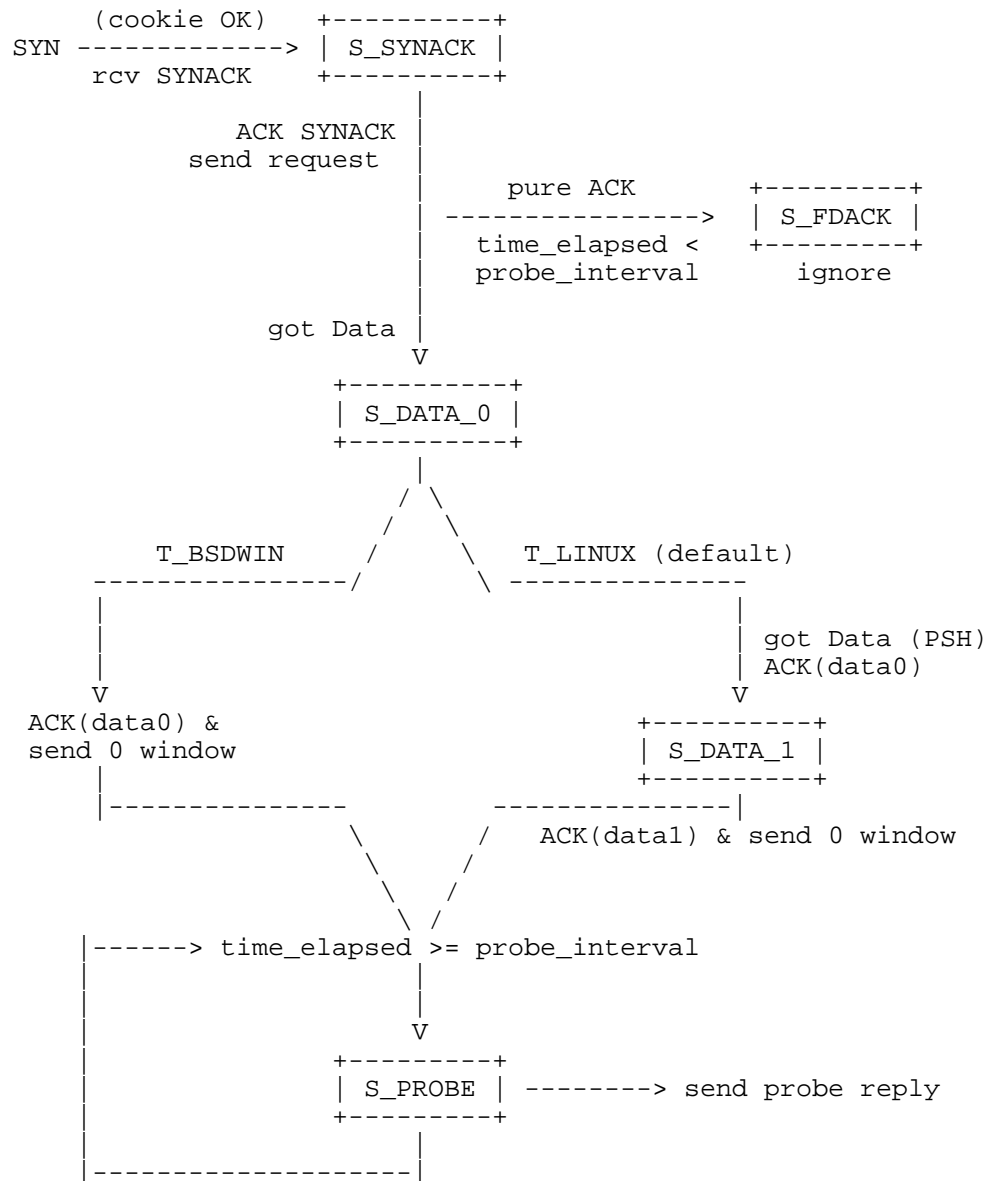 (cookie OK)
SYN -------------> | S_SYNACK |
rcv SYNACK
ACK SYNACK
send request
pure ACK
----------------> | S_FDACK |
time_elapsed <
probe_interval ignore
got Data
V
| S_DATA_0 |
T_BSDWIN T_LINUX (default)
got Data (PSH)
ACK(data0)
V V
ACK(data0) &
send 0 window
| S_DATA_1 |
ACK(data1) & send 0 window
|------> time_elapsed >= probe_interval
V
| S_PROBE | --------> send probe reply